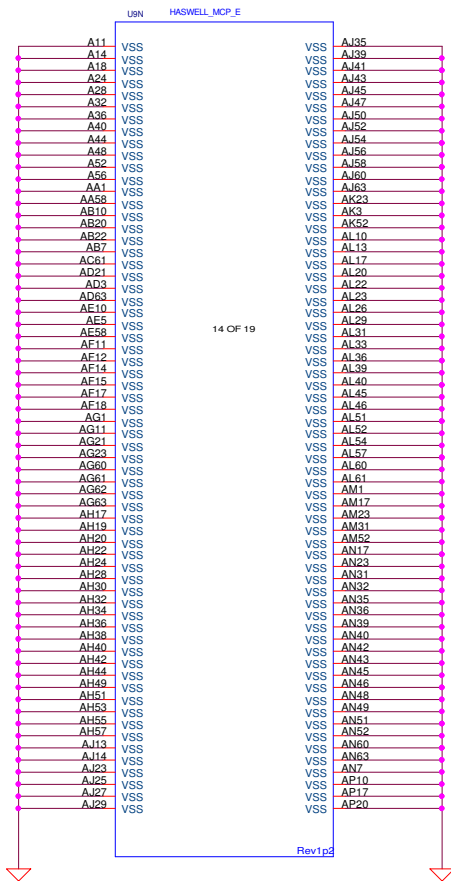 U9N HASWELL_MCP_E
A11 VSS VSS AJ35
A14 VSS VSS AJ39
A18 VSS VSS AJ41
A24 VSS VSS AJ43
A28 VSS VSS AJ45
A32 VSS VSS AJ47
A36 VSS VSS AJ50
A40 VSS VSS AJ52
A44 VSS VSS AJ54
A48 VSS VSS AJ56
A52 VSS VSS AJ58
A56 VSS VSS AJ60
AA1 VSS VSS AJ63
AA58 VSS VSS AK23
AB10 VSS VSS AK3
AB20 VSS VSS AK52
AB22 VSS VSS AL10
AB7 VSS VSS AL13
AC61 VSS VSS AL17
AD21 VSS VSS AL20
AD3 VSS VSS AL22
AD63 VSS VSS AL23
AE10 VSS VSS AL26
AE5 VSS VSS AL29
AE58 VSS VSS AL31
AF11 VSS VSS AL33
AF12 VSS VSS AL36
AF14 VSS VSS AL39
AF15 VSS VSS AL40
AF17 VSS VSS AL45
AF18 VSS VSS AL46
AG1 VSS VSS AL51
AG11 VSS VSS AL52
AG21 VSS VSS AL54
AG23 VSS VSS AL57
AG60 VSS VSS AL60
AG61 VSS VSS AL61
AG62 VSS VSS AM1
AG63 VSS VSS AM17
AH17 VSS VSS AM23
AH19 VSS VSS AM31
AH20 VSS VSS AM52
AH22 VSS VSS AN17
AH24 VSS VSS AN23
AH28 VSS VSS AN31
AH30 VSS VSS AN32
AH32 VSS VSS AN35
AH34 VSS VSS AN36
AH36 VSS VSS AN39
AH38 VSS VSS AN40
AH40 VSS VSS AN42
AH42 VSS VSS AN43
AH44 VSS VSS AN45
AH49 VSS VSS AN46
AH51 VSS VSS AN48
AH53 VSS VSS AN49
AH55 VSS VSS AN51
AH57 VSS VSS AN52
AJ13 VSS VSS AN60
AJ14 VSS VSS AN63
AJ23 VSS VSS AN7
AJ25 VSS VSS AP10
AJ27 VSS VSS AP17
AJ29 VSS VSS AP20
14 OF 19
Rev1p2